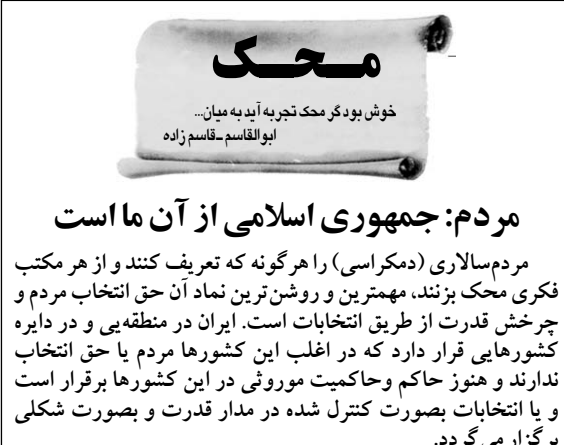 مــحــک
خوش بود گر محک تجربه آید به میان...
ابوالقاسم ـ قاسم زاده
مردم: جمهوری اسلامی از آن ما است
مردم‌سالاری (دمکراسی) را هرگونه که تعریف کنند و از هر مکتب
فکری محک بزنند، مهمترین و روشن‌ترین نماد آن حق انتخاب مردم و
چرخش قدرت از طریق انتخابات است. ایران در منطقه‌یی و در دایره
کشورهایی قرار دارد که در اغلب این کشورها مردم یا حق انتخاب
ندارند و هنوز حاکم وحاکمیت موروثی در این کشورها برقرار است
و یا انتخابات بصورت کنترل شده در مدار قدرت و بصورت شکلی
برگزار می‌گردد.